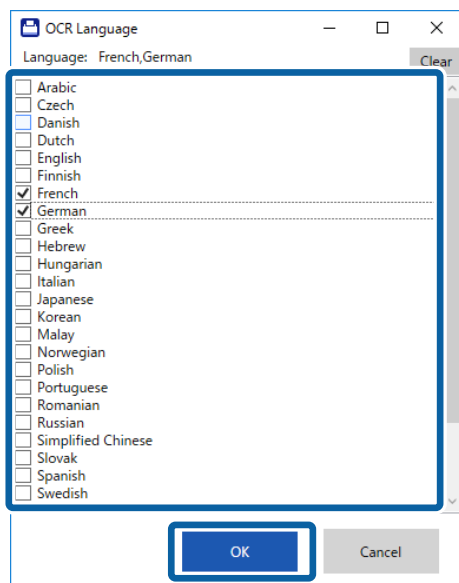 OCR Language
Language: French,German
Clear
Arabic
Czech
Danish
Dutch
English
Finnish
French
German
Greek
Hebrew
Hungarian
Italian
Japanese
Korean
Malay
Norwegian
Polish
Portuguese
Romanian
Russian
Simplified Chinese
Slovak
Spanish
Swedish
OK Cancel